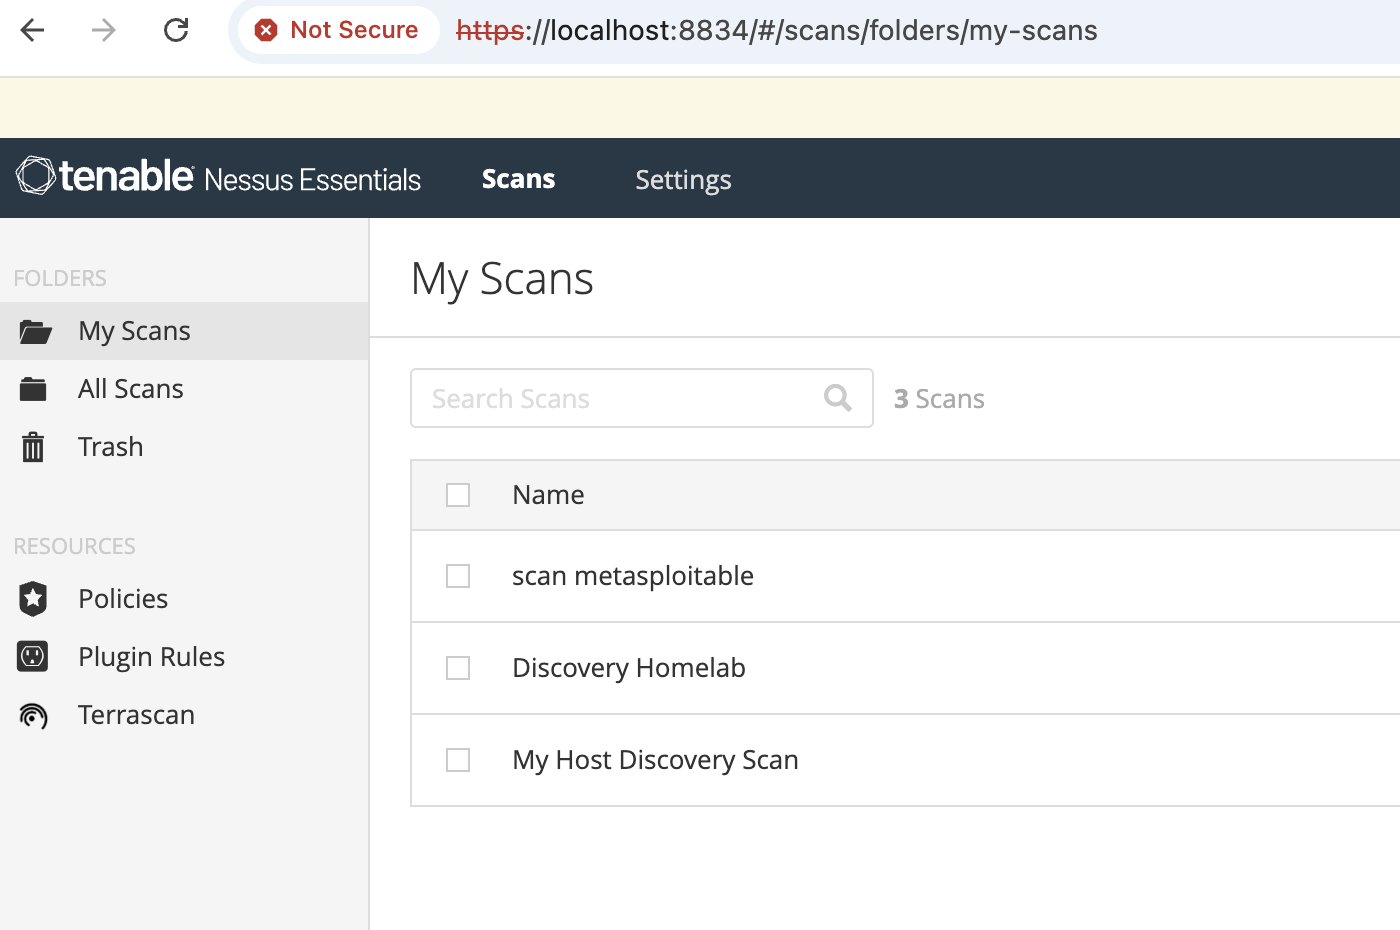 Not Secure https://localhost:8834/#/scans/folders/my-scans
tenable Nessus Essentials Scans Settings
FOLDERS
My Scans
All Scans
Trash
RESOURCES
Policies
Plugin Rules
Terrascan
My Scans
Search Scans 3 Scans
Name
scan metasploitable
Discovery Homelab
My Host Discovery Scan